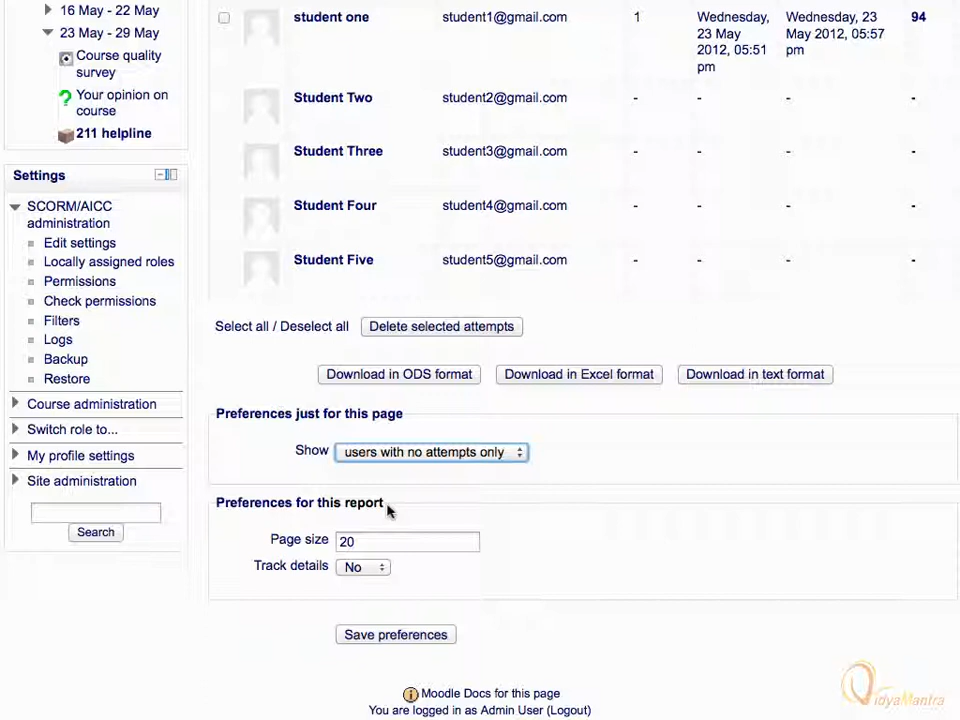 16 May - 22 May
23 May - 29 May
Course quality
survey
Your opinion on
course
211 helpline
Settings
SCORM/AICC
administration
Edit settings
Locally assigned roles
Permissions
Check permissions
Filters
Logs
Backup
Restore
Course administration
Switch role to...
My profile settings
Site administration
Search
student one student1@gmail.com 1 Wednesday, Wednesday, 23 94
23 May May 2012, 05:57
2012, 05:51 pm
pm
Student Two student2@gmail.com - - - -
Student Three student3@gmail.com - - - -
Student Four student4@gmail.com - - - -
Student Five student5@gmail.com - - - -
Select all / Deselect all Delete selected attempts
Download in ODS format Download in Excel format Download in text format
Preferences just for this page
Show users with no attempts only
Preferences for this report
Page size 20
Track details No
Save preferences
Moodle Docs for this page
You are logged in as Admin User (Logout)
VidyaMantra